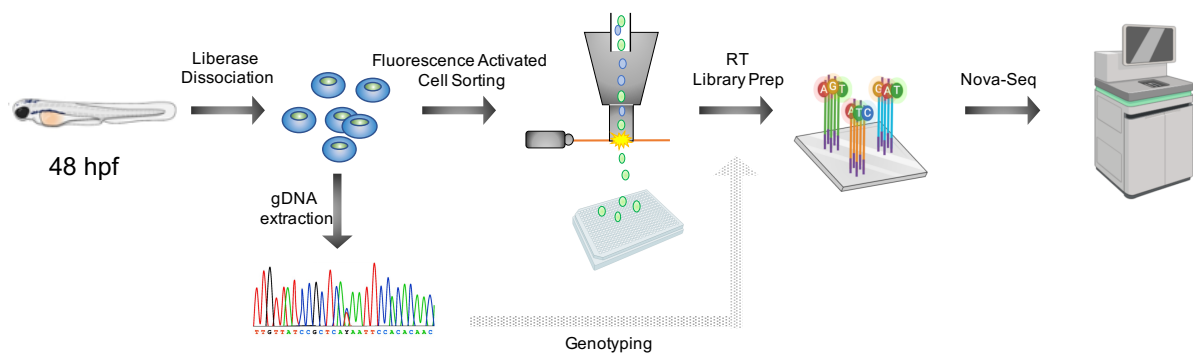 Liberase
Dissociation
Fluorescence Activated
Cell Sorting
RT
Library Prep
Nova-Seq
A G T
G A T
A T C
48 hpf
gDNA
extraction
TTGTTATCCGCTCAYAATTCCACACAAC
Genotyping